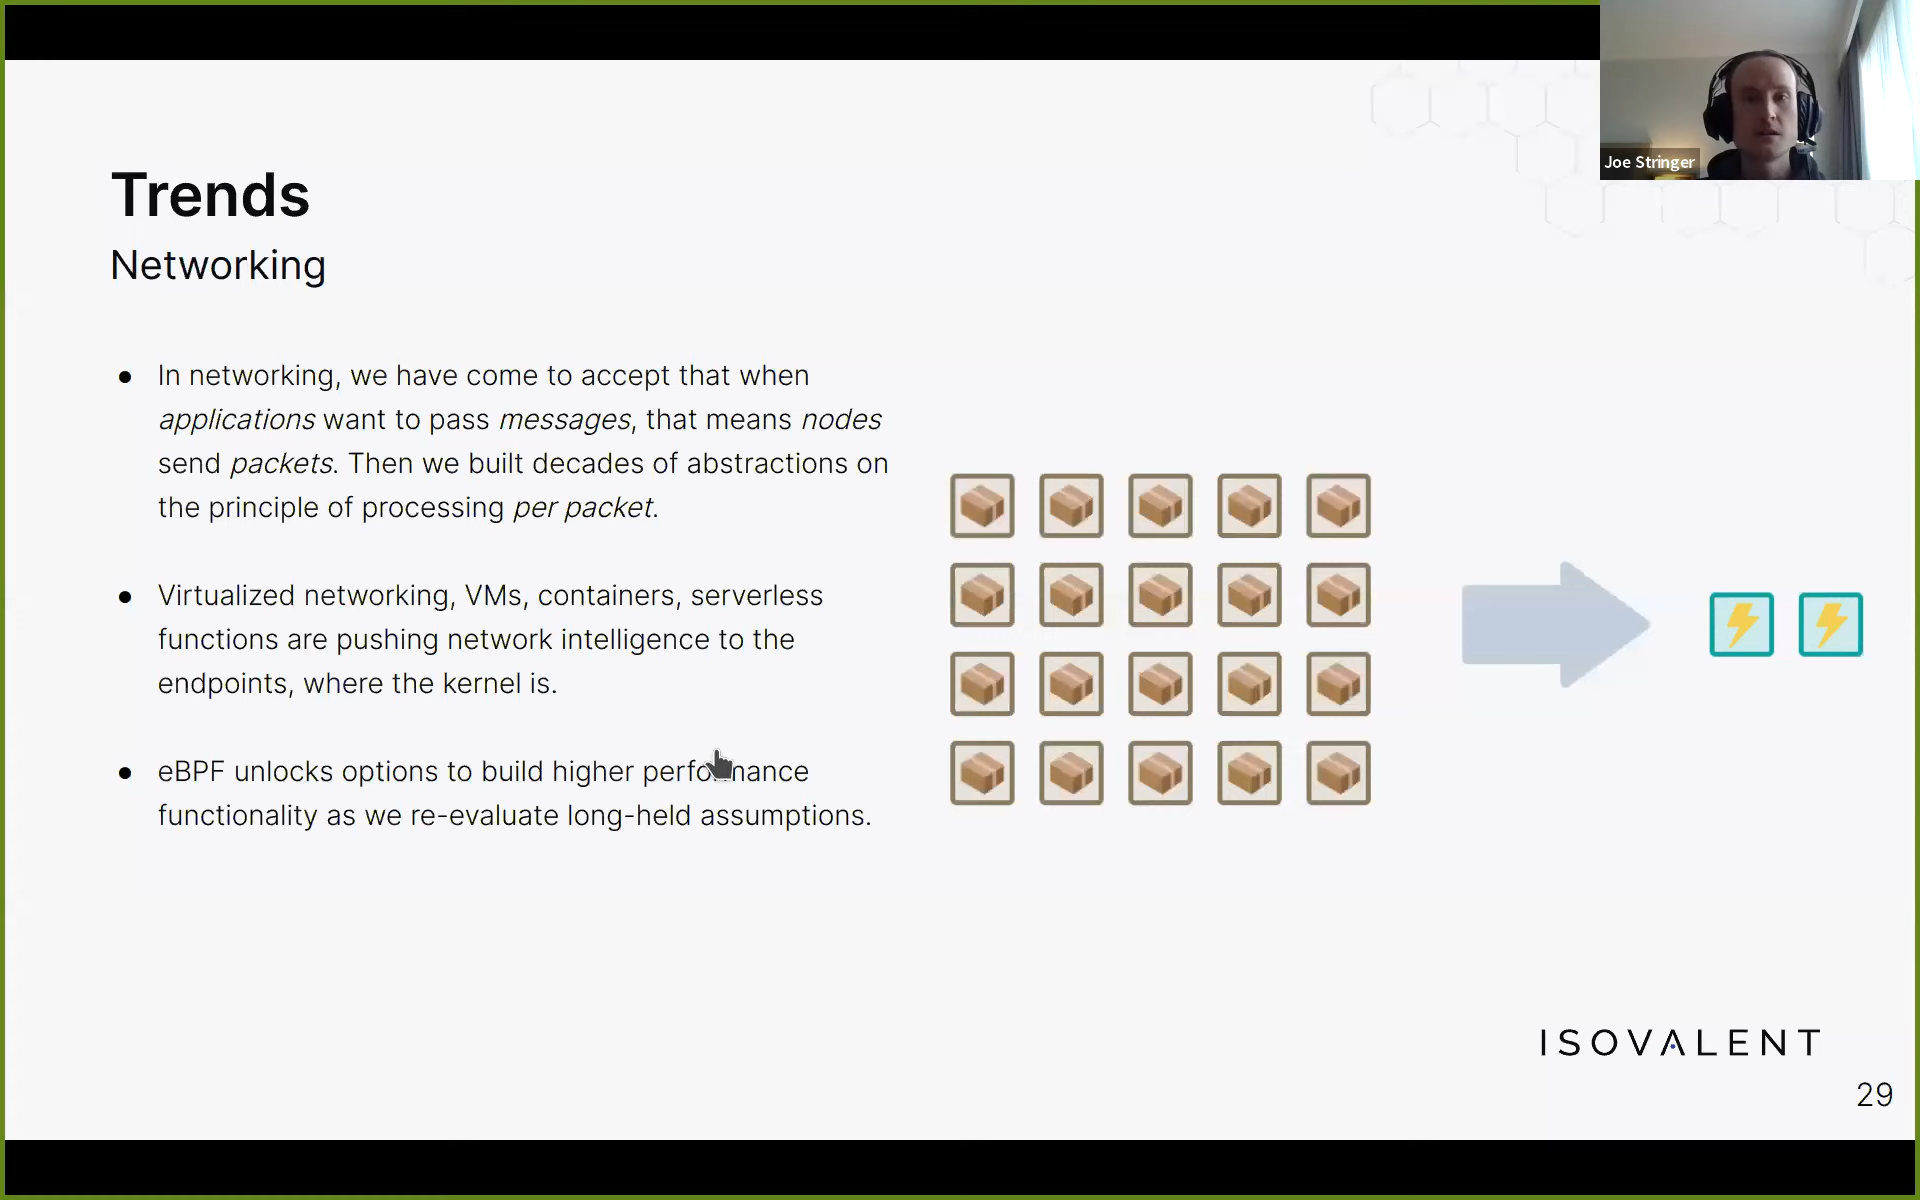 Joe Stringer
Trends
Networking
● In networking, we have come to accept that when
applications want to pass messages, that means nodes
send packets. Then we built decades of abstractions on
the principle of processing per packet.
● Virtualized networking, VMs, containers, serverless
functions are pushing network intelligence to the
endpoints, where the kernel is.
● eBPF unlocks options to build higher performance
functionality as we re-evaluate long-held assumptions.
ISOVALENT
29